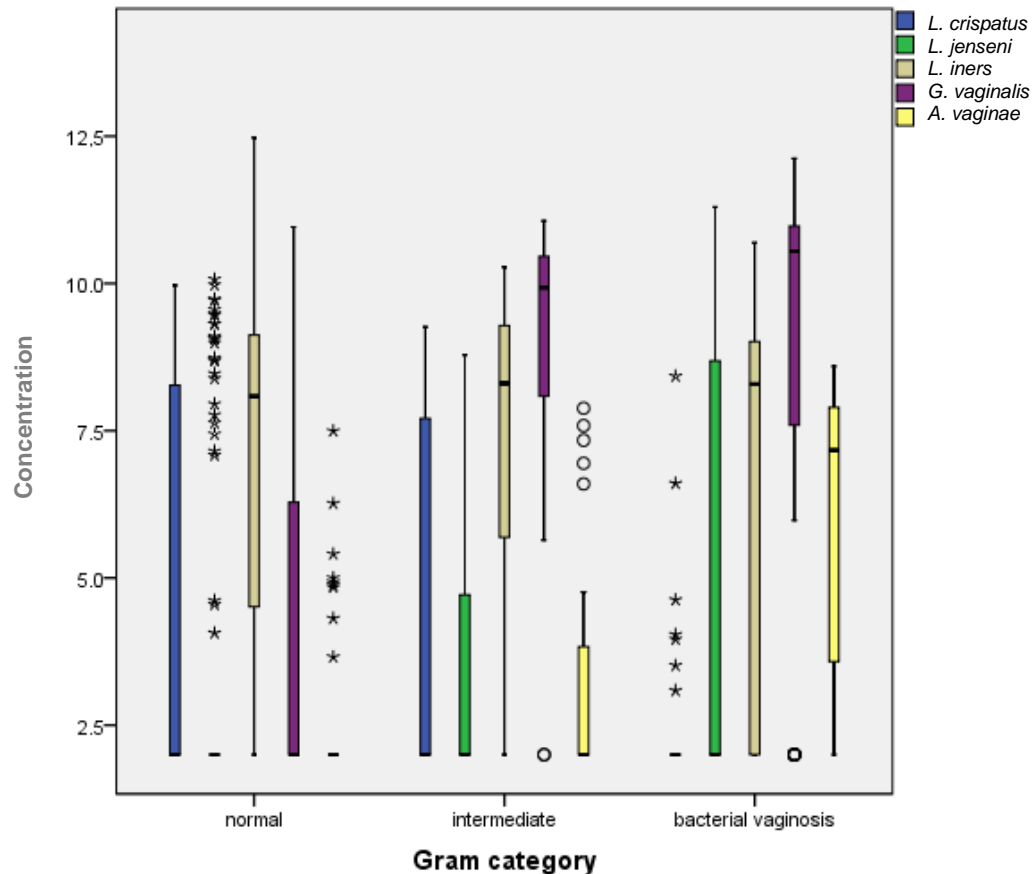 L. crispatus
L. jenseni
L. iners
G. vaginalis
A. vaginae
12.5
10.0
7.5
5.0
2.5
Concentration
normal
intermediate
bacterial vaginosis
Gram category